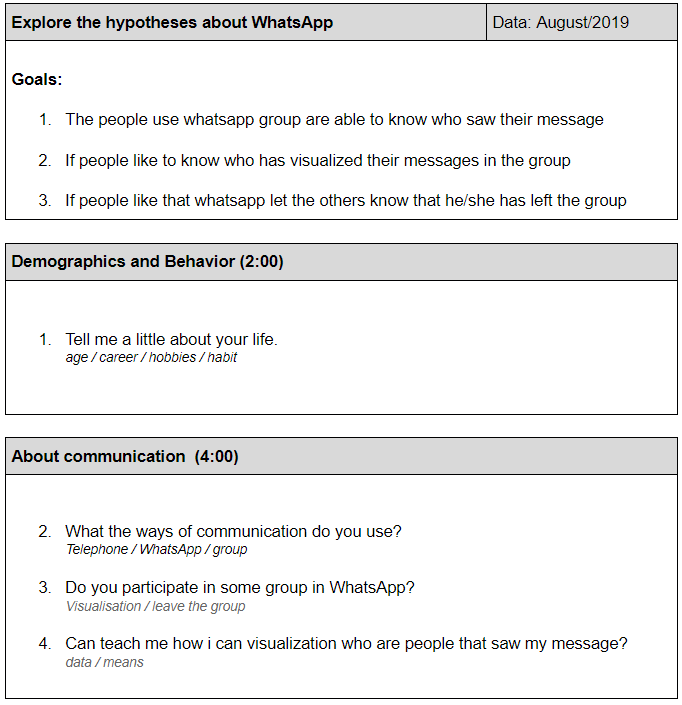 Explore the hypotheses about WhatsApp
Data: August/2019
Goals:
1. The people use whatsapp group are able to know who saw their message
2. If people like to know who has visualized their messages in the group
3. If people like that whatsapp let the others know that he/she has left the group
Demographics and Behavior (2:00)
1. Tell me a little about your life.
age / career / hobbies / habit
About communication (4:00)
2. What the ways of communication do you use?
Telephone / WhatsApp / group
3. Do you participate in some group in WhatsApp?
Visualisation / leave the group
4. Can teach me how i can visualization who are people that saw my message?
data / means